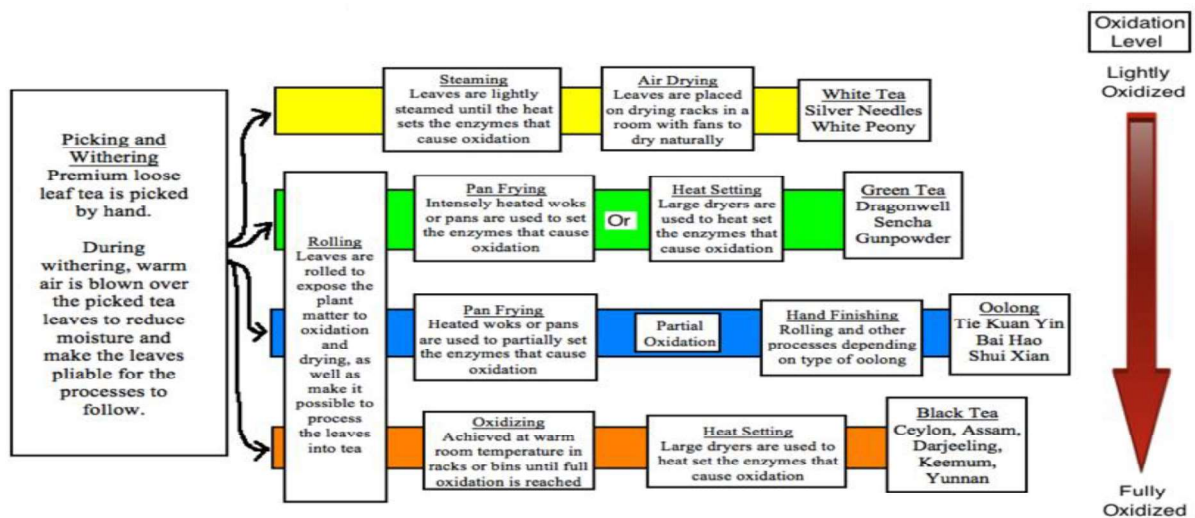 Oxidation
Level
Lightly
Oxidized
Picking and
Withering
Premium loose
leaf tea is picked
by hand.
During
withering, warm
air is blown over
the picked tea
leaves to reduce
moisture and
make the leaves
pliable for the
processes to
follow.
Steaming
Leaves are lightly
steamed until the heat
sets the enzymes that
cause oxidation
Air Drying
Leaves are placed
on drying racks in a
room with fans to
dry naturally
White Tea
Silver Needles
White Peony
Rolling
Leaves are
rolled to
expose the
plant
matter to
oxidation
and
drying, as
well as
make it
possible to
process
the leaves
into tea
Pan Frying
Intensely heated woks
or pans are used to set
the enzymes that cause
oxidation
Or
Heat Setting
Large dryers are
used to heat set
the enzymes that
cause oxidation
Green Tea
Dragonwell
Sencha
Gunpowder
Pan Frying
Heated woks or pans
are used to partially set
the enzymes that cause
oxidation
Partial
Oxidation
Hand Finishing
Rolling and other
processes depending
on type of oolong
Oolong
Tie Kuan Yin
Bai Hao
Shui Xian
Oxidizing
Achieved at warm
room temperature in
racks or bins until full
oxidation is reached
Heat Setting
Large dryers are used to
heat set the enzymes that
cause oxidation
Black Tea
Ceylon, Assam,
Darjeeling,
Keemum,
Yunnan
Fully
Oxidized